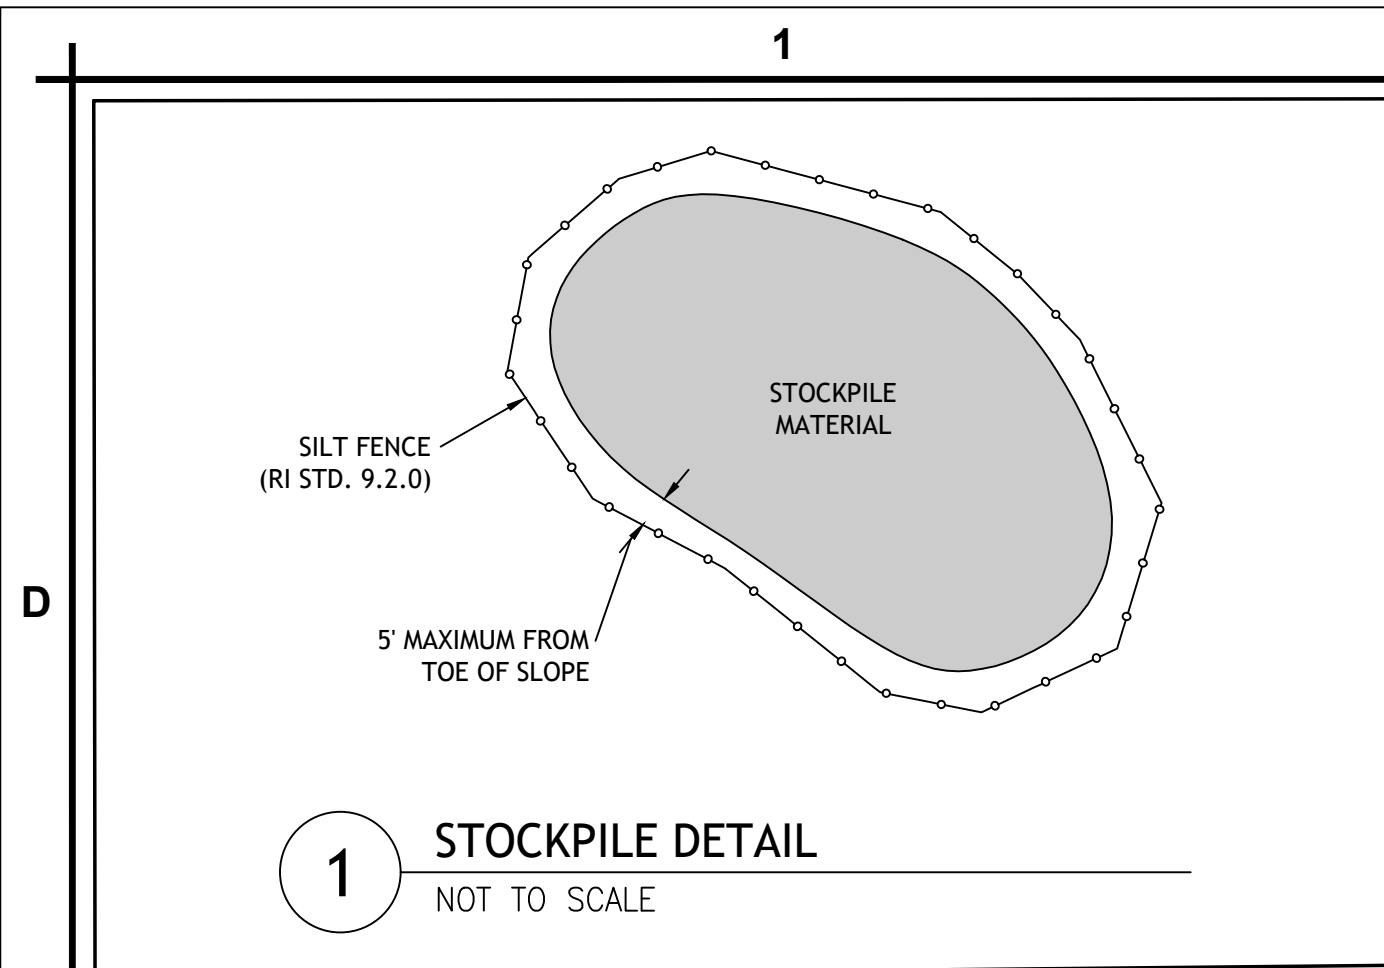 1
STOCKPILE
MATERIAL
SILT FENCE
(RI STD. 9.2.0)
D
5' MAXIMUM FROM
TOE OF SLOPE
1
STOCKPILE DETAIL
NOT TO SCALE